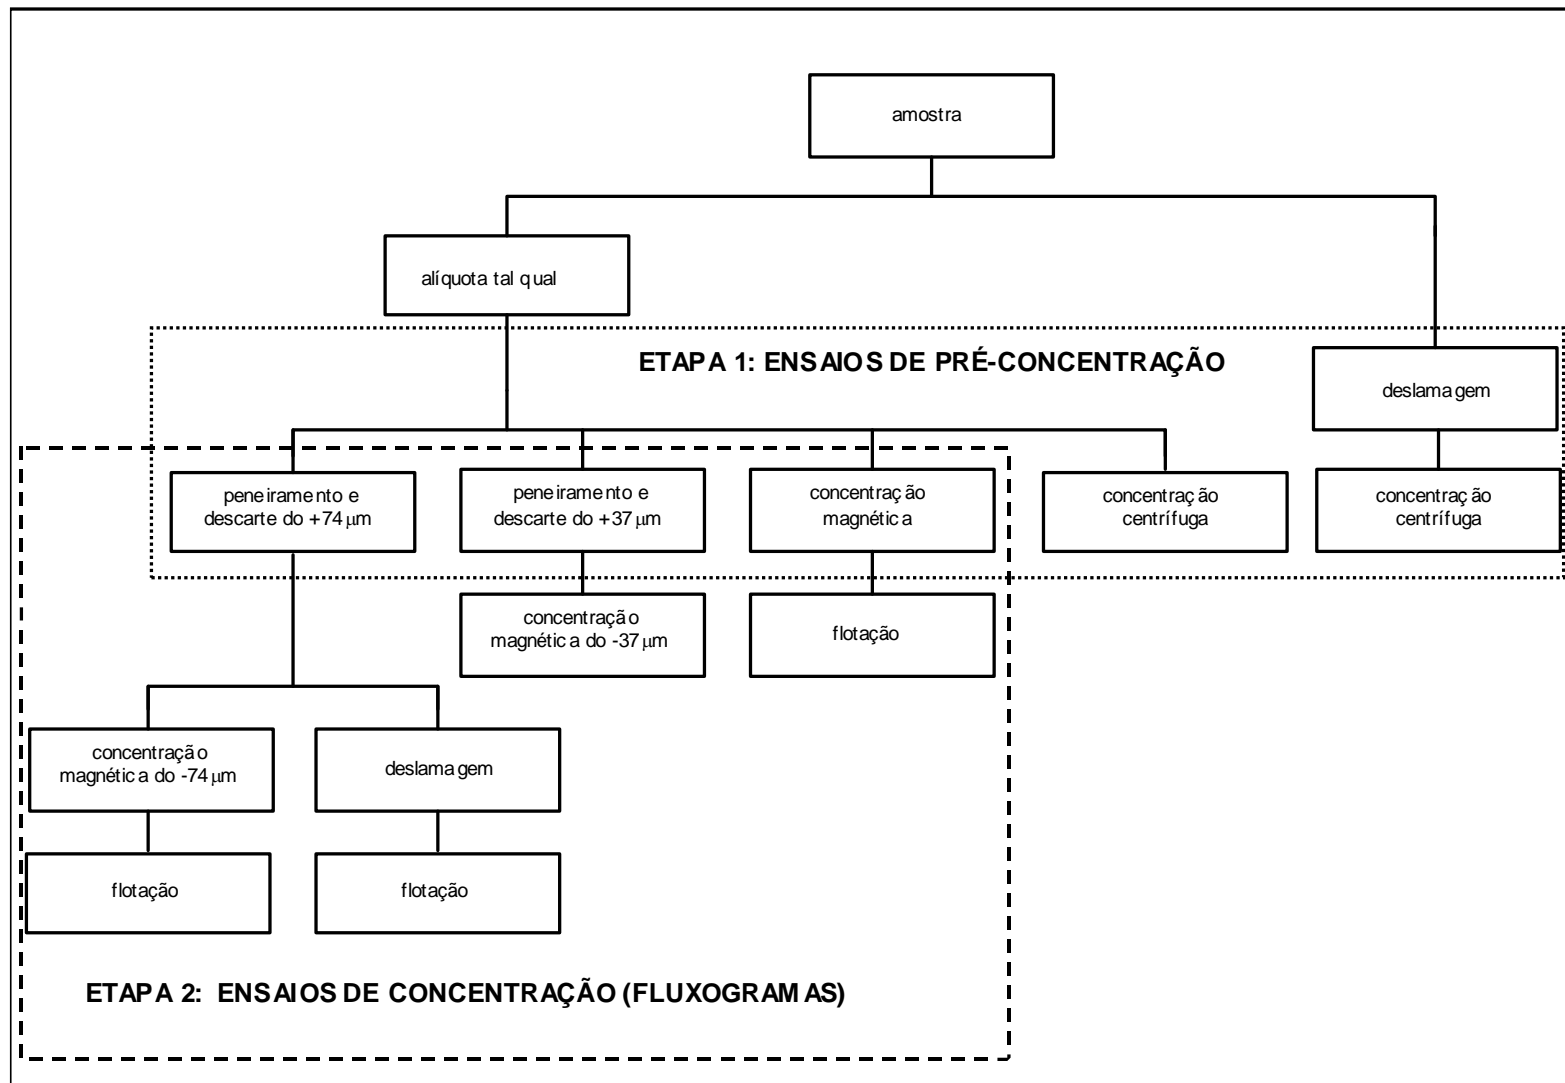 amostra
alíquota tal qual
ETAPA 1: ENSAIOS DE PRÉ-CONCENTRAÇÃO
deslamagem
peneiramento e
descarte do +74 µm
peneiramento e
descarte do +37 µm
concentração
magnética
concentração
centrífuga
concentração
centrífuga
concentração
magnética do -37 µm
flotação
concentração
magnética do -74 µm
deslamagem
flotação
flotação
ETAPA 2: ENSAIOS DE CONCENTRAÇÃO (FLUXOGRAMAS)